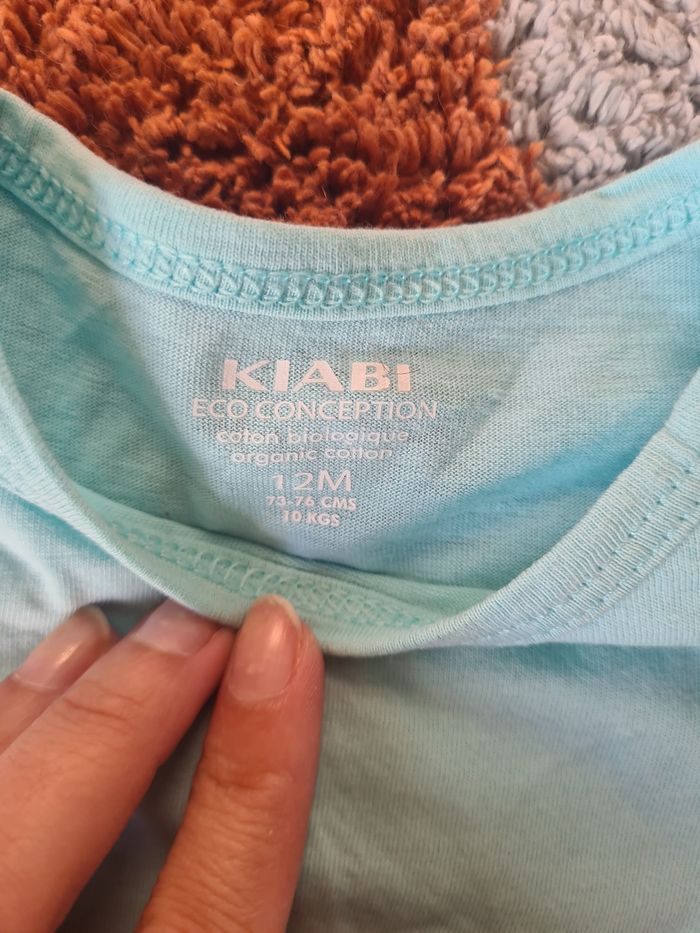 KIABI
ECO CONCEPTION
coton biologique
organic cotton
12M
73-76 CMS
10 KGS